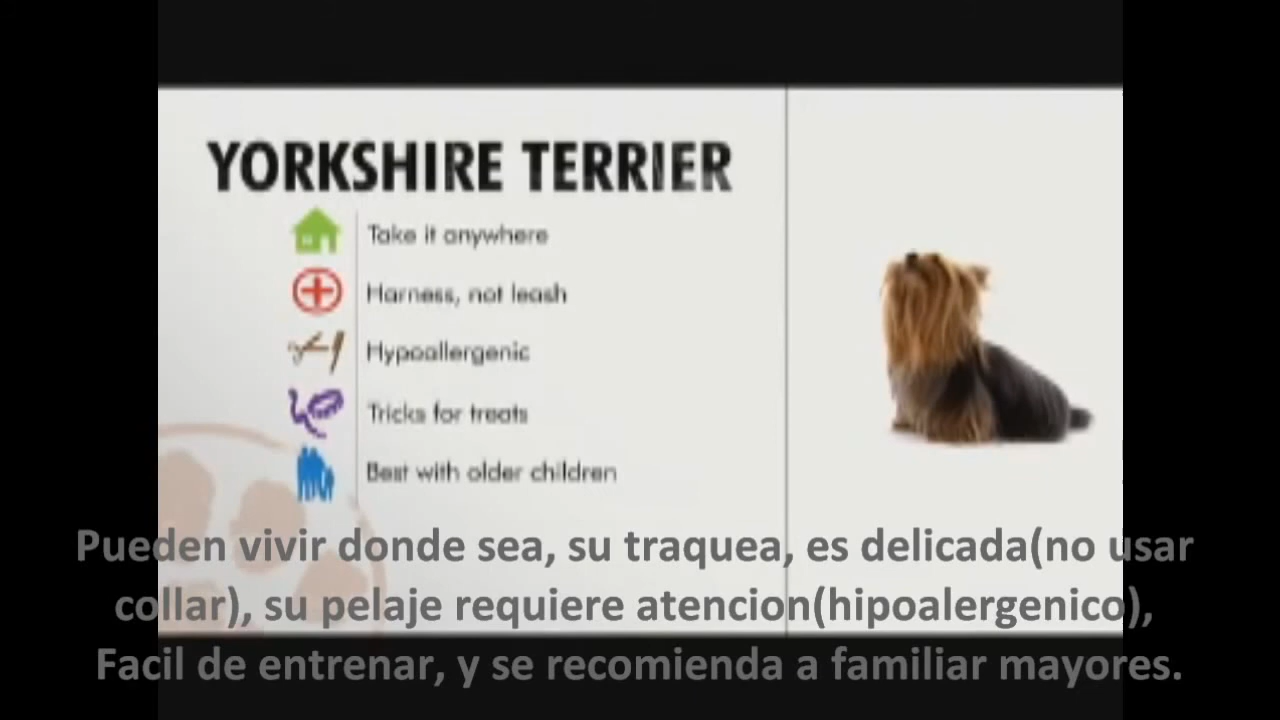 YORKSHIRE TERRIER
Take it anywhere
Harness, not leash
Hypoallergenic
Tricks for treats
Best with older children
Pueden vivir donde sea, su traquea, es delicada(no usar
collar), su pelaje requiere atencion(hipoalergenico),
Facil de entrenar, y se recomienda a familiar mayores.